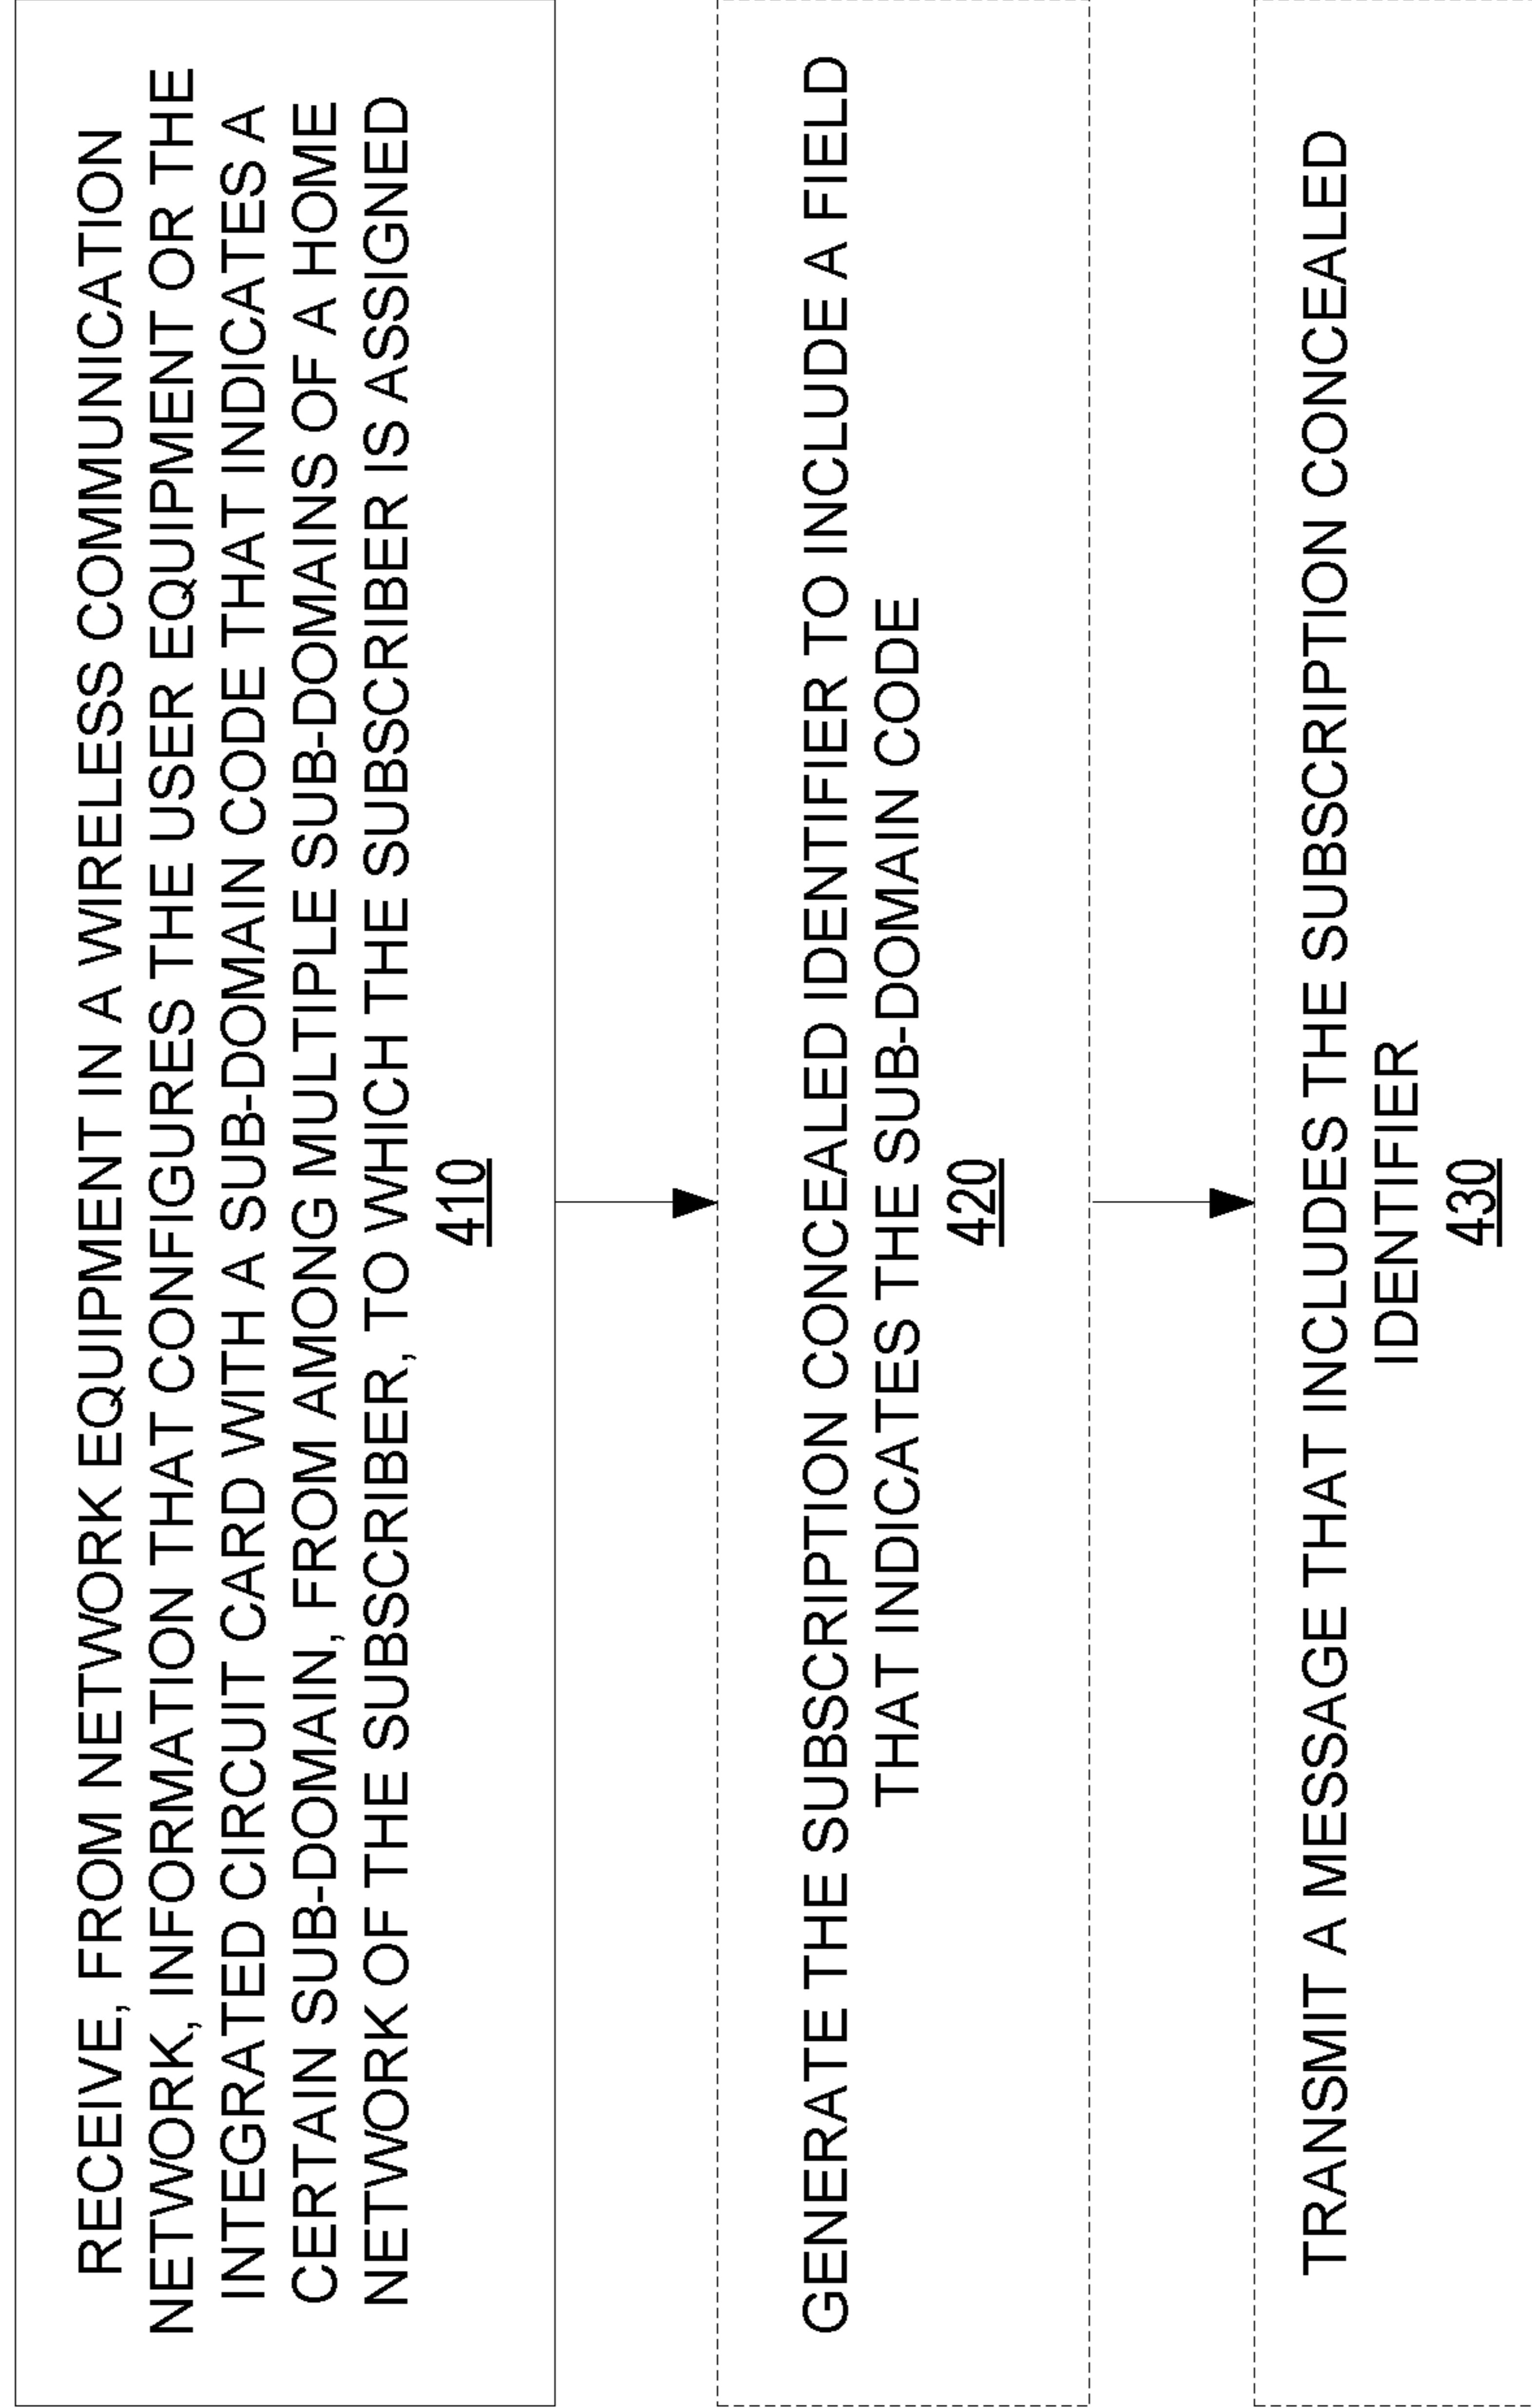 RECEIVE, FROM NETWORK EQUIPMENT IN A WIRELESS COMMUNICATION
NETWORK, INFORMATION THAT CONFIGURES THE USER EQUIPMENT OR THE
INTEGRATED CIRCUIT CARD WITH A SUB-DOMAIN CODE THAT INDICATES A
CERTAIN SUB-DOMAIN, FROM AMONG MULTIPLE SUB-DOMAINS OF A HOME
NETWORK OF THE SUBSCRIBER, TO WHICH THE SUBSCRIBER IS ASSIGNED
410
GENERATE THE SUBSCRIPTION CONCEALED IDENTIFIER TO INCLUDE A FIELD
THAT INDICATES THE SUB-DOMAIN CODE
420
TRANSMIT A MESSAGE THAT INCLUDES THE SUBSCRIPTION CONCEALED
IDENTIFIER
430